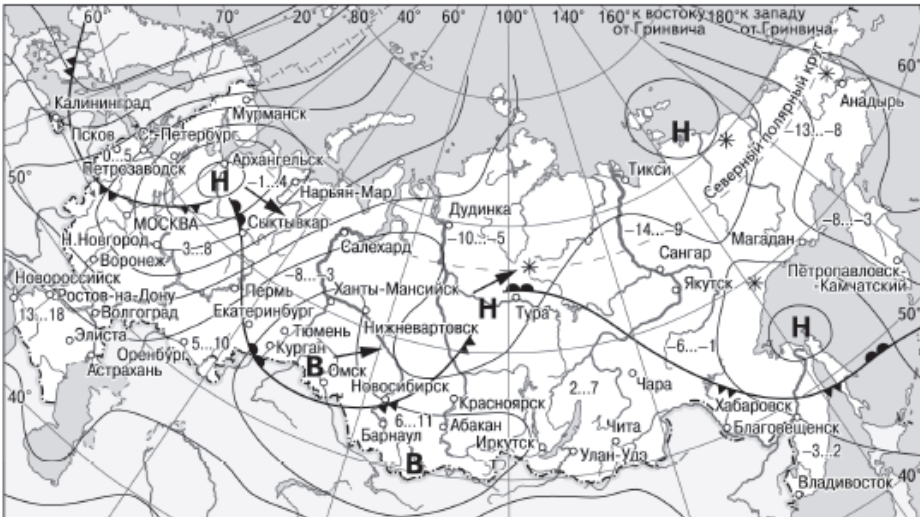 60°
70°
20°
80°
40°
60°
100°
140°
160°
к востоку
от Гринвича
180°
к западу
от Гринвича
60°
Северный полярный круг
Анадырь
Калининград
Мурманск
Псков
С.-Петербург
0...5
Петрозаводск
Архангельск
Н
-1...4
Нарьян-Мар
Н
-13...-8
Тикси
50°
МОСКВА
Сыктывкар
Дудинка
-10...-5
-14...-9
-8...-3
Магадан
Н.Новгород
3...8
Салехард
Сангар
Воронеж
Новороссийск
-8...-3
Пермь
Ханты-Мансийск
Н
Тура
Якутск
Петропавловск-
-Камчатский
Ростов-на-Дону
Волгоград
13...18
Екатеринбург
Тюмень
Нижневартовск
Н
50°
Элиста
Оренбург
5...10
Курган
В
Омск
-6...-1
Астрахань
40°
Новосибирск
2...7
Чара
Красноярск
Хабаровск
6...11
Абакан
Барнаул
Иркутск
Чита
Благовещенск
Улан-Удэ
В
-3...2
40°
Владивосток